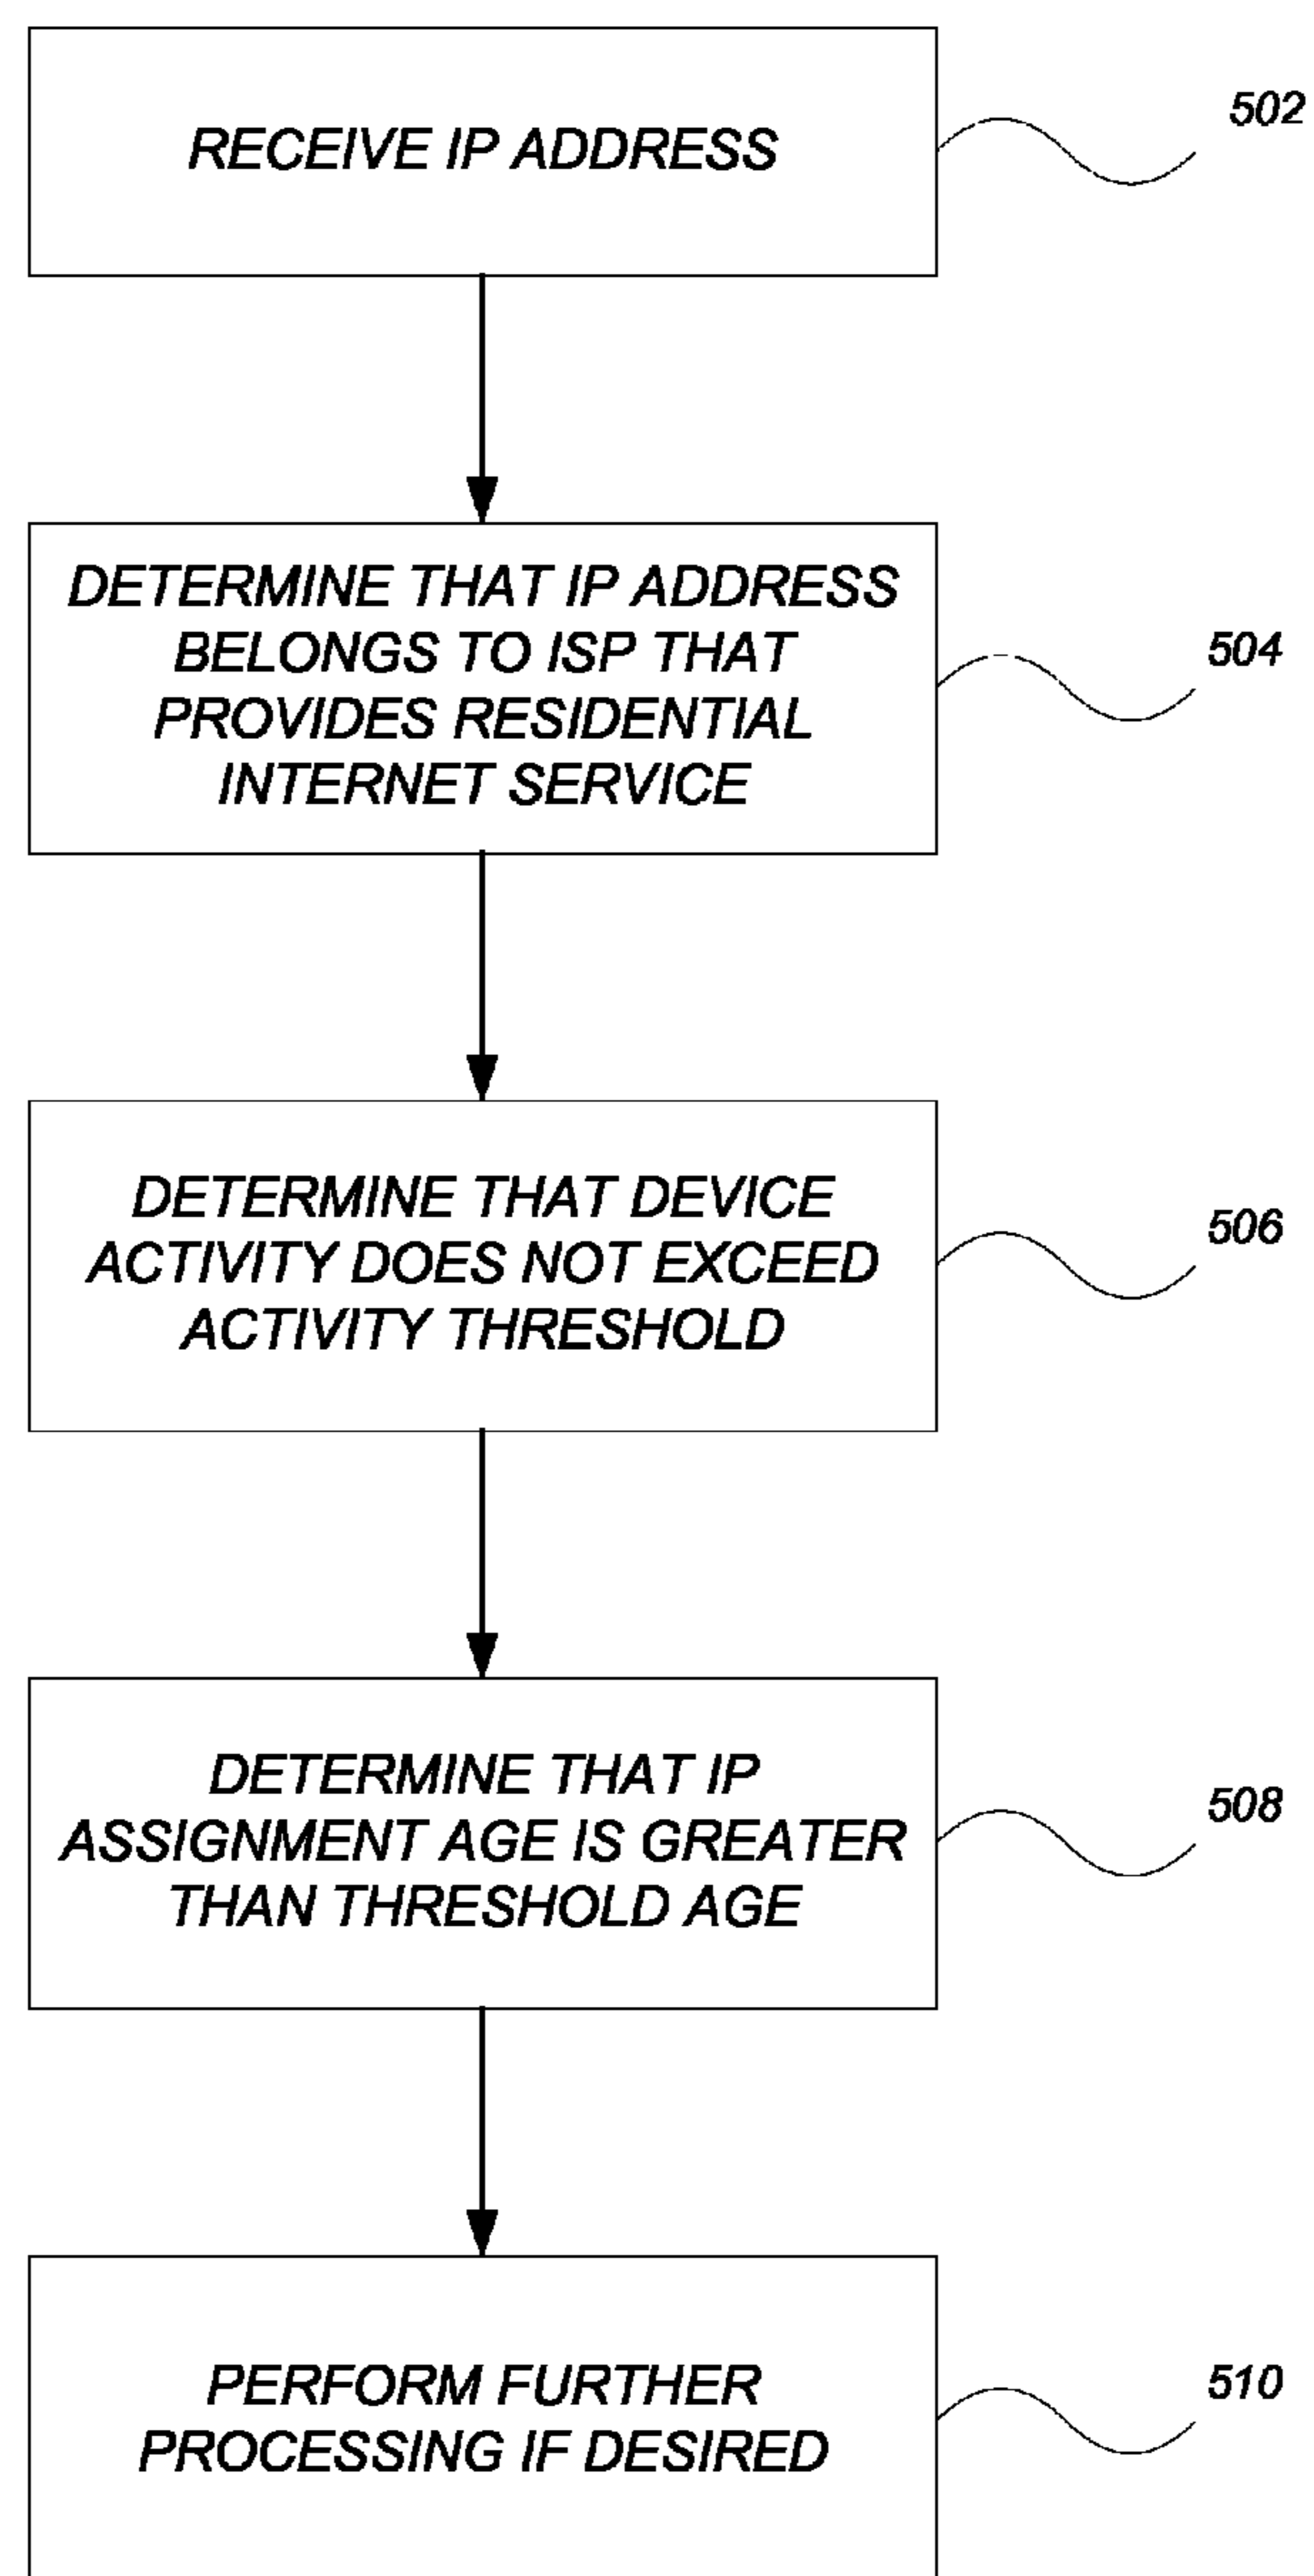 RECEIVE IP ADDRESS
502
DETERMINE THAT IP ADDRESS
BELONGS TO ISP THAT
PROVIDES RESIDENTIAL
INTERNET SERVICE
504
DETERMINE THAT DEVICE
ACTIVITY DOES NOT EXCEED
ACTIVITY THRESHOLD
506
DETERMINE THAT IP
ASSIGNMENT AGE IS GREATER
THAN THRESHOLD AGE
508
PERFORM FURTHER
PROCESSING IF DESIRED
510